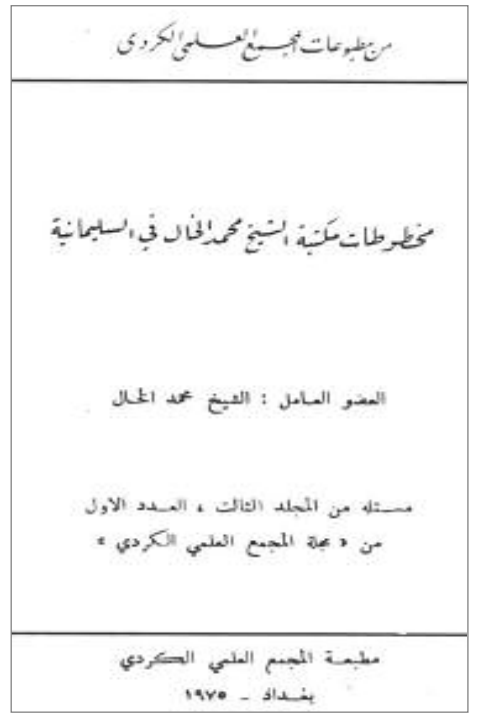 من مطبوعات المجمع العلمي الكردي
مخطوطات مكتبة الشيخ محمد الخال في السليمانية
العضو العامل : الشيخ محمد الخال
مستله من المجلد الثالث ، العدد الاول
من « مجلة المجمع العلمي الكردي »
مطبعة المجمع العلمي الكردي
بغداد - ١٩٧٥